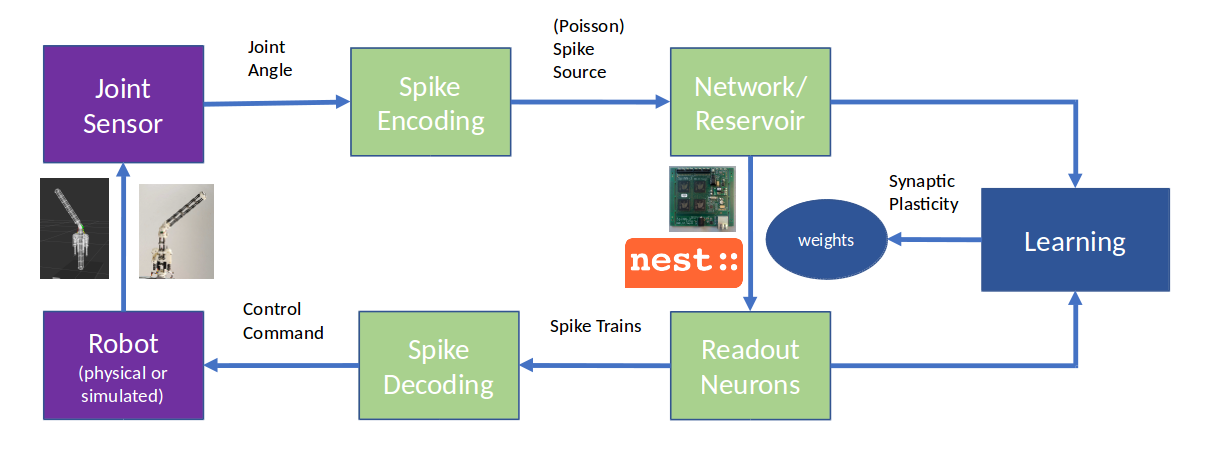 Joint
Sensor
Joint
Angle
Spike
Encoding
(Poisson)
Spike
Source
Network/
Reservoir
Synaptic
Plasticity
weights
Learning
nest::
Robot
(physical or
simulated)
Control
Command
Spike
Decoding
Spike Trains
Readout
Neurons